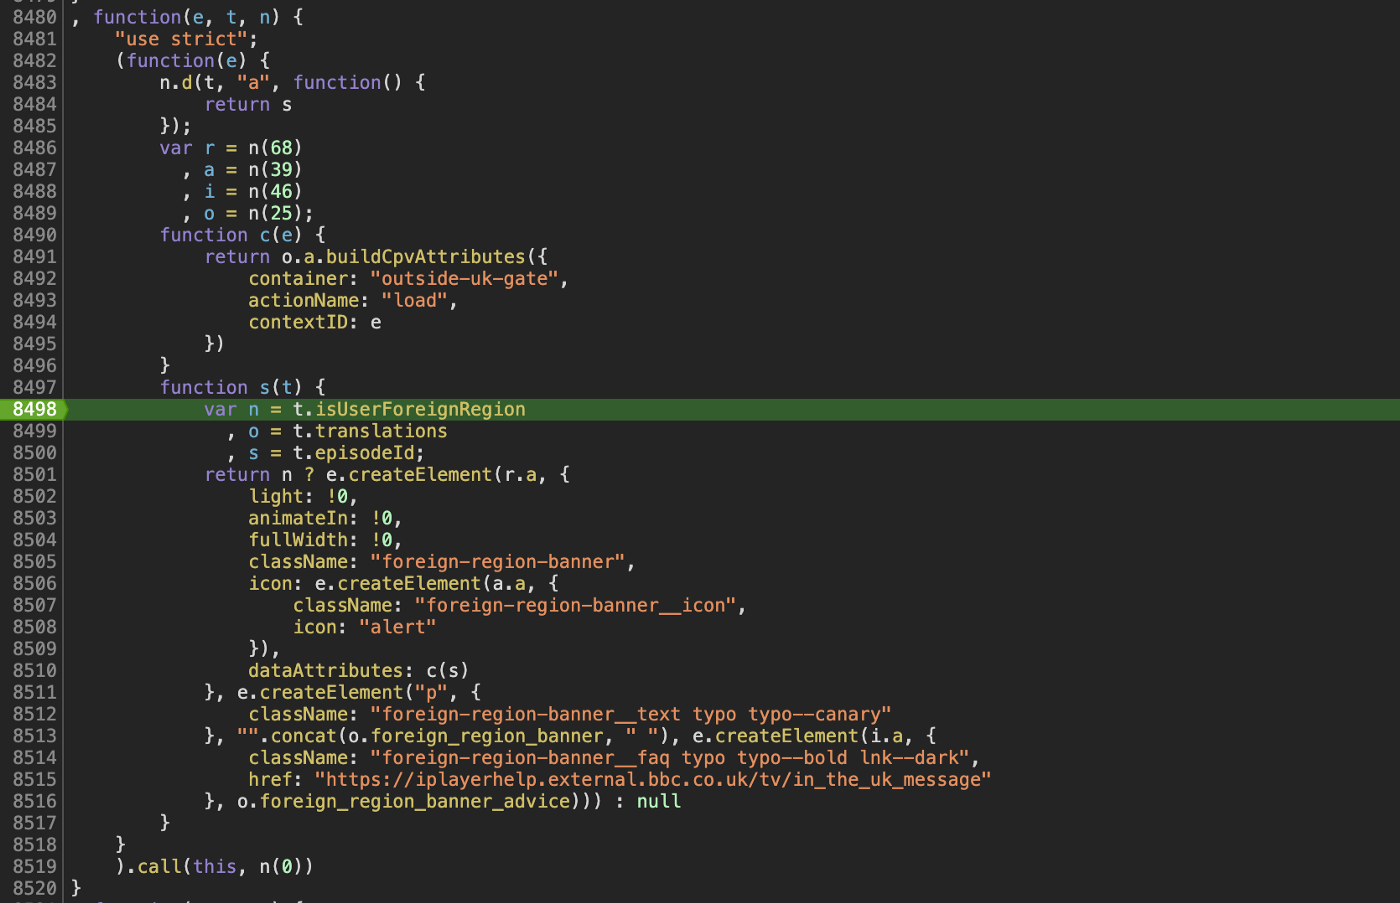 8480 , function(e, t, n) {
8481     "use strict";
8482     (function(e) {
8483         n.d(t, "a", function() {
8484             return s
8485         });
8486         var r = n(68)
8487           , a = n(39)
8488           , i = n(46)
8489           , o = n(25);
8490         function c(e) {
8491             return o.a.buildCpvAttributes({
8492                 container: "outside-uk-gate",
8493                 actionName: "load",
8494                 contextID: e
8495             })
8496         }
8497         function s(t) {
8498             var n = t.isUserForeignRegion
8499               , o = t.translations
8500               , s = t.episodeId;
8501             return n ? e.createElement(r.a, {
8502                 light: !0,
8503                 animateIn: !0,
8504                 fullWidth: !0,
8505                 className: "foreign-region-banner",
8506                 icon: e.createElement(a.a, {
8507                     className: "foreign-region-banner__icon",
8508                     icon: "alert"
8509                 }),
8510                 dataAttributes: c(s)
8511             }, e.createElement("p", {
8512                 className: "foreign-region-banner__text typo typo--canary"
8513             }, "".concat(o.foreign_region_banner, " "), e.createElement(i.a, {
8514                 className: "foreign-region-banner__faq typo typo--bold lnk--dark",
8515                 href: "https://iplayerhelp.external.bbc.co.uk/tv/in_the_uk_message"
8516             }, o.foreign_region_banner_advice))) : null
8517         }
8518     }
8519     ).call(this, n(0))
8520 }